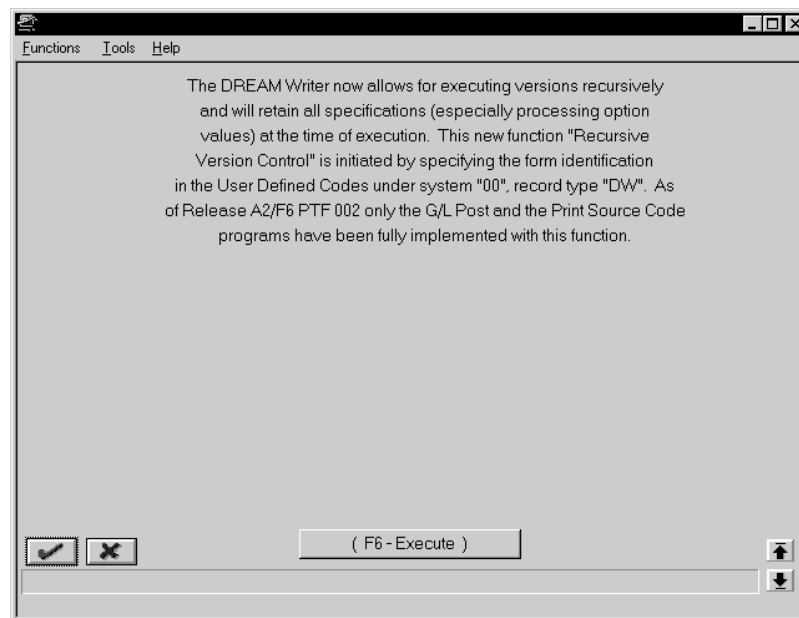 Functions Tools Help
The DREAM Writer now allows for executing versions recursively
and will retain all specifications (especially processing option
values) at the time of execution. This new function "Recursive
Version Control" is initiated by specifying the form identification
in the User Defined Codes under system "00", record type "DW". As
of Release A2/F6 PTF 002 only the G/L Post and the Print Source Code
programs have been fully implemented with this function.
( F6 - Execute )